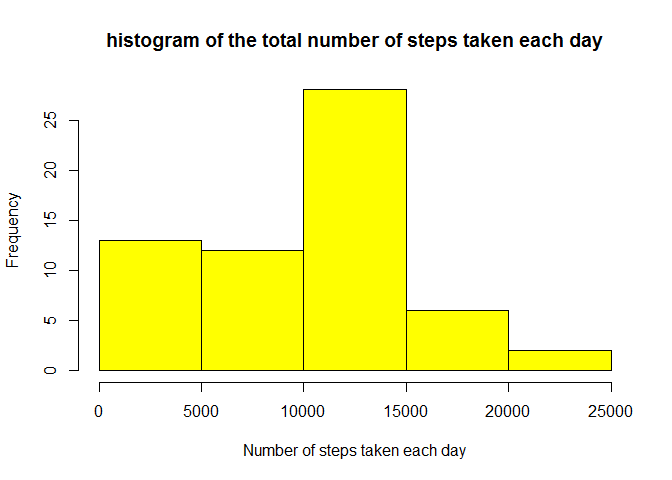 histogram of the total number of steps taken each day
Frequency
25
20
15
10
5
0
0 5000 10000 15000 20000 25000
Number of steps taken each day